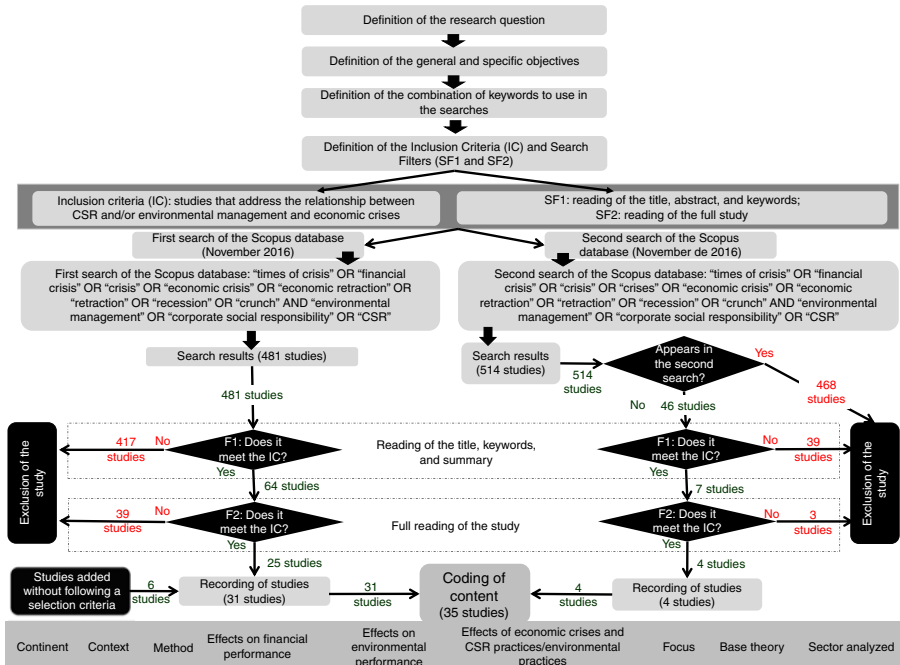 Definition of the research question
Definition of the general and specific objectives
Definition of the combination of keywords to use in
the searches
Definition of the Inclusion Criteria (IC) and Search
Filters (SF1 and SF2)
Inclusion criteria (IC): studies that address the relationship between
CSR and/or environmental management and economic crises
SF1: reading of the title, abstract, and keywords;
SF2: reading of the full study
First search of the Scopus database
(November 2016)
Second search of the Scopus
database (November de 2016)
First search of the Scopus database: “times of crisis” OR “financial
crisis” OR “crisis” OR “economic crisis” OR “economic retraction” OR
“retraction” OR “recession” OR “crunch” AND “environmental
management” OR “corporate social responsibility” OR “CSR”
Second search of the Scopus database: “times of crisis” OR “financial
crisis” OR “crisis” OR “crises” OR “economic crisis” OR “economic
retraction” OR “retraction” OR “recession” OR “crunch” AND “environmental
management” OR “corporate social responsibility” OR “CSR”
Search results (481 studies)
Search results
(514 studies)
514
studies
Appears in
the second
search?
Yes
468
studies
481 studies
No 46 studies
Exclusion of the
study
417
studies
No
F1: Does it
meet the IC?
Yes
64 studies
Reading of the title, keywords,
and summary
F1: Does it
meet the IC?
No
39
studies
Yes
7 studies
Exclusion of the
study
39
studies
No
F2: Does it
meet the IC?
Yes
25 studies
Full reading of the study
F2: Does it
meet the IC?
No
3
studies
Yes
4 studies
Studies added
without following a
selection criteria
6
studies
Recording of studies
(31 studies)
31
studies
Coding of
content
(35 studies)
4
studies
Recording of studies
(4 studies)
Continent
Context
Method
Effects on financial
performance
Effects on
environmental
performance
Effects of economic crises and
CSR practices/environmental
practices
Focus
Base theory
Sector analyzed